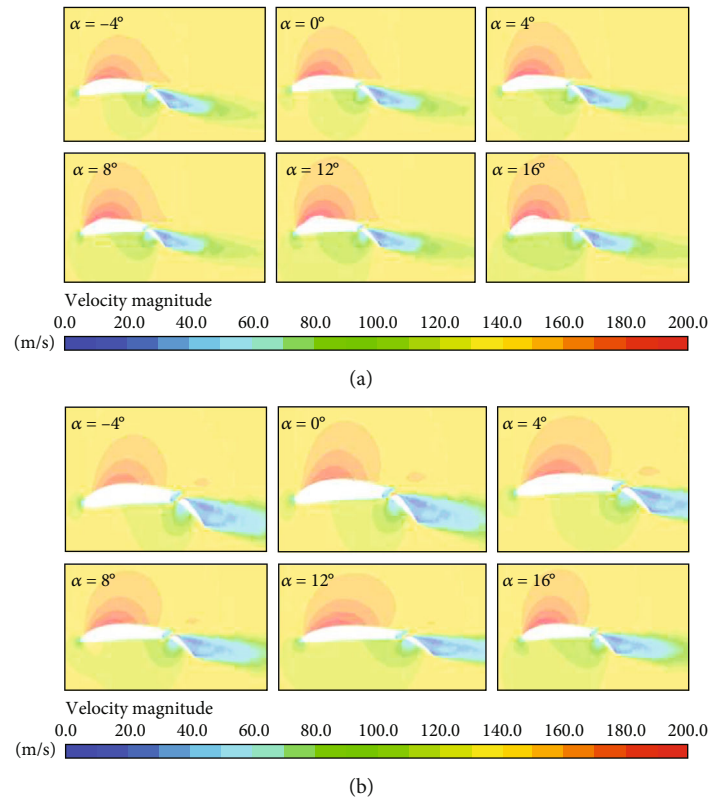 α = –4°
α = 0°
α = 4°
α = 8°
α = 12°
α = 16°
Velocity magnitude
0.0 20.0 40.0 60.0 80.0 100.0 120.0 140.0 160.0 180.0 200.0
(m/s)
(a)
α = –4°
α = 0°
α = 4°
α = 8°
α = 12°
α = 16°
Velocity magnitude
0.0 20.0 40.0 60.0 80.0 100.0 120.0 140.0 160.0 180.0 200.0
(m/s)
(b)